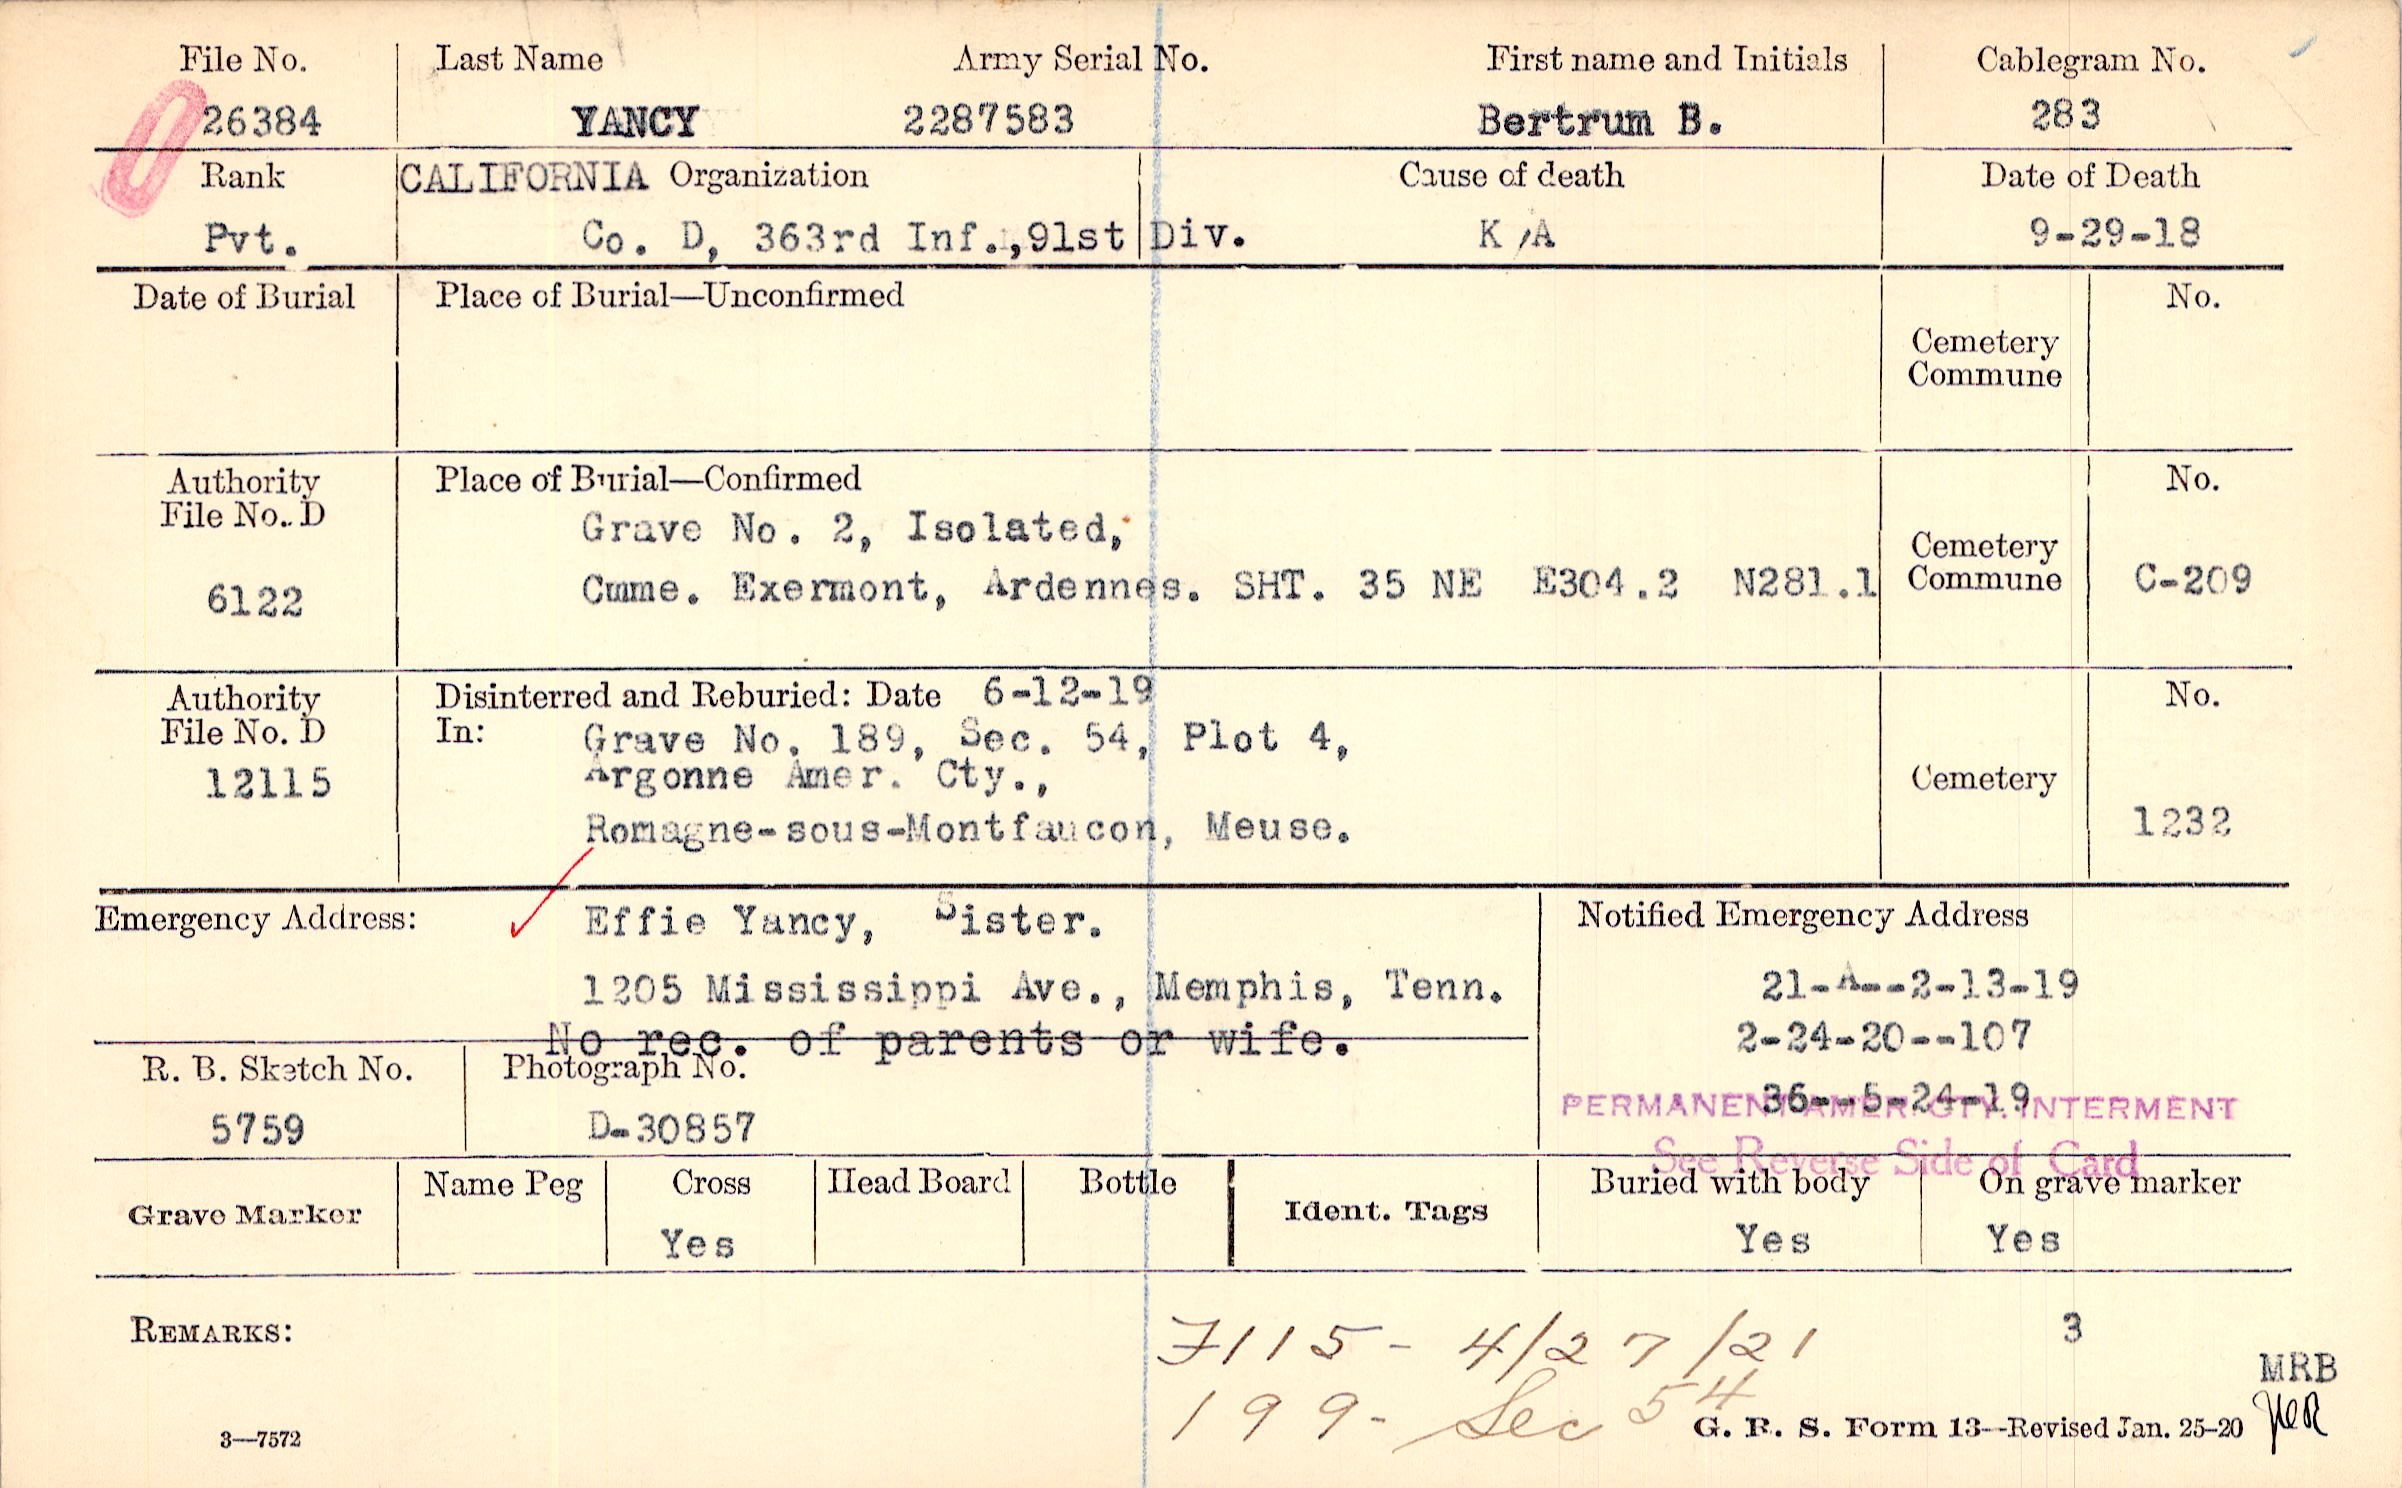 File No. Last Name Army Serial No. First name and Initials Cablegram No.
26384 YANCY 2287583 Bertrum B. 283
Rank CALIFORNIA Organization Cause of death Date of Death
Pvt. Co. D, 363rd Inf.,91st Div. K/A 9-29-18
Date of Burial Place of Burial—Unconfirmed No.
Cemetery
Commune
Authority Place of Burial—Confirmed No.
File No. D
Grave No. 2, Isolated,
Cemetery
6122 Cmme. Exermont, Ardennes. SHT. 35 NE E304.2 N281.1 Commune C-209
Authority Disinterred and Reburied: Date 6-12-19 No.
File No. D In: Grave No. 189, Sec. 54, Plot 4,
12115 Argonne Amer. Cty., Cemetery
Romagne-sous-Montfaucon, Meuse. 1232
Emergency Address: Effie Yancy, Sister. Notified Emergency Address
1205 Mississippi Ave., Memphis, Tenn. 21-A--2-13-19
No rec. of parents or wife. 2-24-20--107
R. B. Sketch No. Photograph No.
36--5-24-19
PERMANENT AMER. CTY. INTERMENT
5759 D-30857
See Reverse Side of Card
Grave Marker Name Peg Cross Head Board Bottle Ident. Tags Buried with body On grave marker
Yes Yes Yes
REMARKS: 7115- 4/27/21 3
MRB
199- Sec 54
3—7572 G. R. S. Form 13—Revised Jan. 25-20